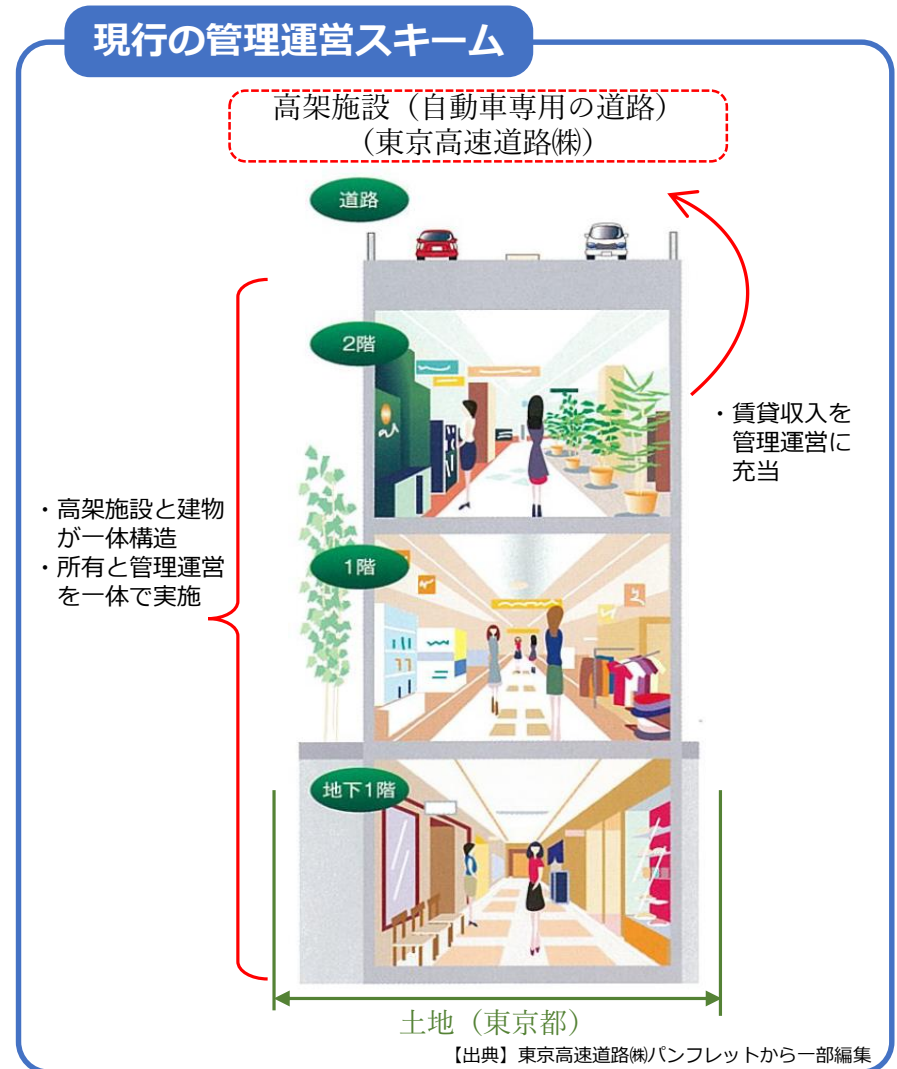 現行の管理運営スキーム
高架施設（自動車専用の道路）
（東京高速道路㈱）
道路
2階
・賃貸収入を
管理運営に
充当
・高架施設と建物
が一体構造
・所有と管理運営
を一体で実施
1階
地下1階
土地（東京都）
【出典】東京高速道路㈱パンフレットから一部編集